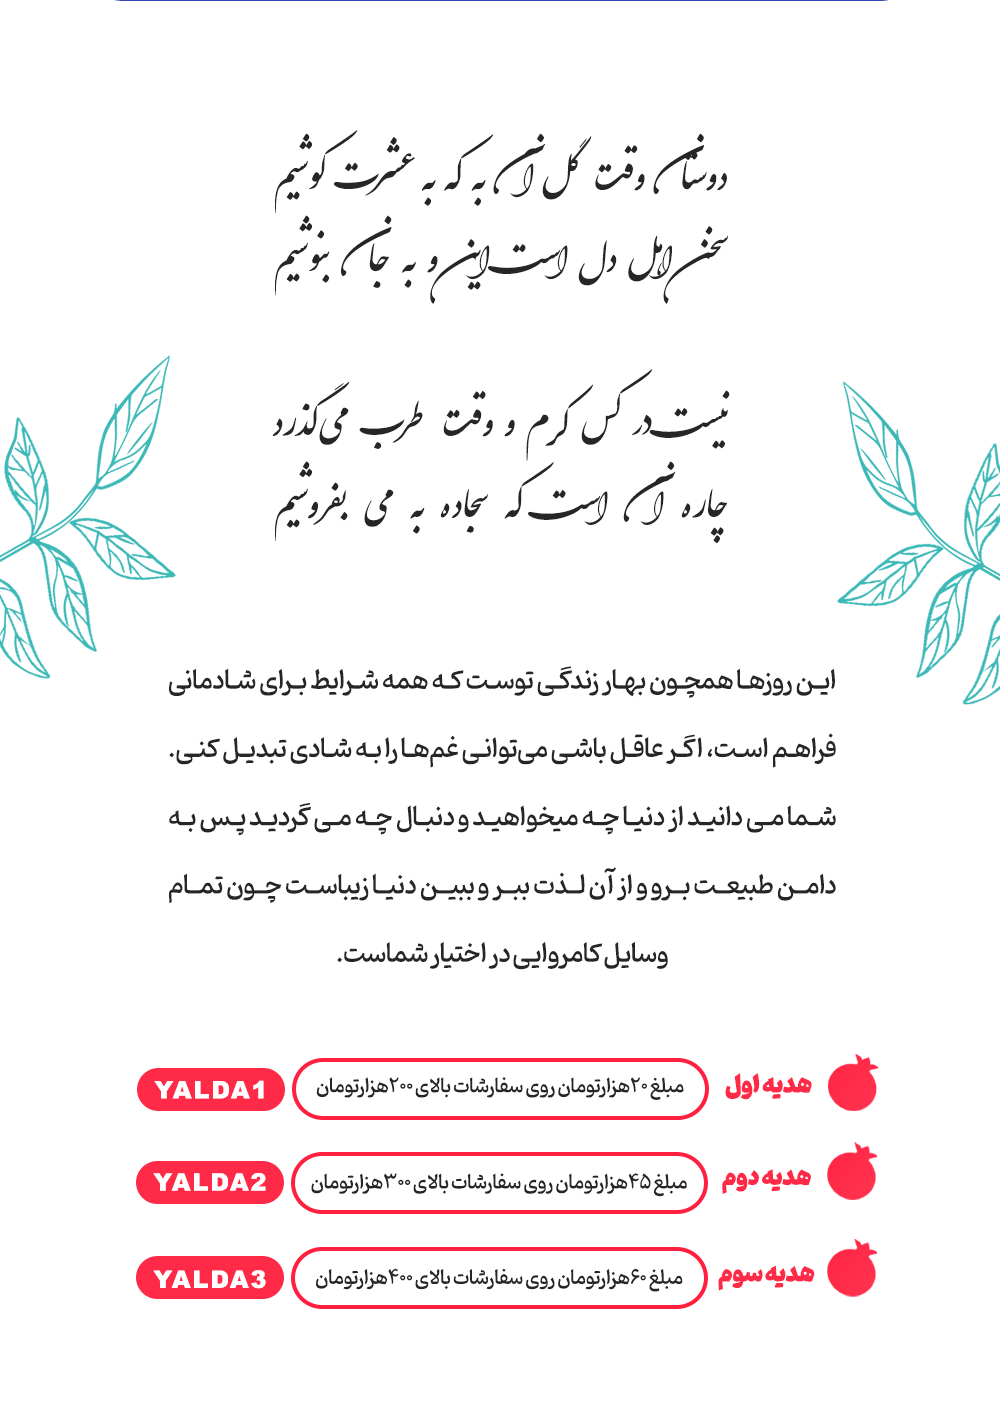 دوستان وقت گل آن به که به عشرت کوشیم
سخن اهل دل است این و به جان بنوشیم
نیست در کس کرم و وقت طرب می‌گذرد
چاره آن است که سجاده به می بفروشیم
این روزها همچون بهار زندگی توست که همه شرایط برای شادمانی
فراهم است، اگر عاقل باشی می‌توانی غم‌ها را به شادی تبدیل کنی.
شما می دانید از دنیا چه میخواهید و دنبال چه می گردید پس به
دامن طبیعت برو و از آن لذت ببر و ببین دنیا زیباست چون تمام
وسایل کامروایی در اختیار شماست.
هدیه اول مبلغ ۲۰هزارتومان روی سفارشات بالای ۲۰۰هزارتومان YALDA1
هدیه دوم مبلغ ۴۵هزارتومان روی سفارشات بالای ۳۰۰هزارتومان YALDA2
هدیه سوم مبلغ ۶۰هزارتومان روی سفارشات بالای ۴۰۰هزارتومان YALDA3